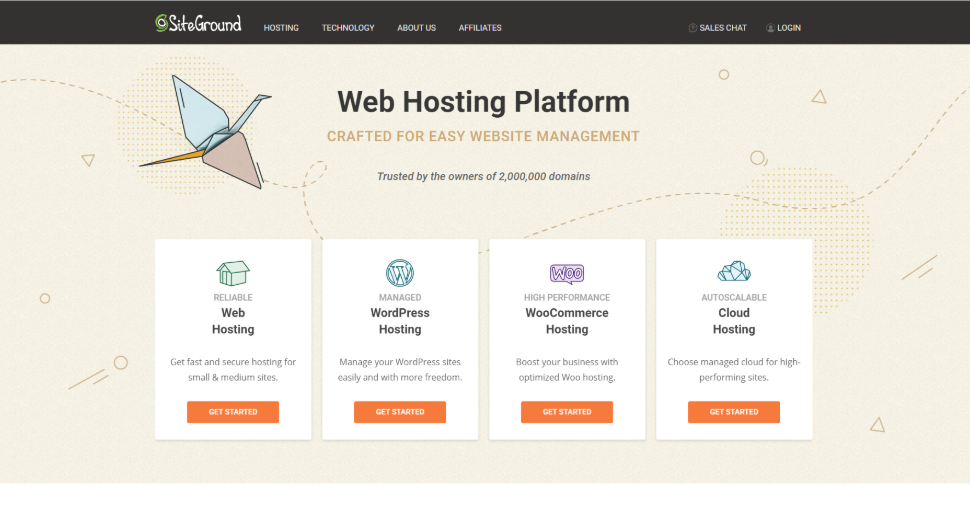 SiteGround
HOSTING
TECHNOLOGY
ABOUT US
AFFILIATES
SALES CHAT
LOGIN
Web Hosting Platform
CRAFTED FOR EASY WEBSITE MANAGEMENT
Trusted by the owners of 2,000,000 domains
RELIABLE
Web
Hosting
Get fast and secure hosting for
small & medium sites.
GET STARTED
MANAGED
WordPress
Hosting
Manage your WordPress sites
easily and with more freedom.
GET STARTED
Woo
HIGH PERFORMANCE
WooCommerce
Hosting
Boost your business with
optimized Woo hosting.
GET STARTED
AUTOSCALABLE
Cloud
Hosting
Choose managed cloud for high-
performing sites.
GET STARTED